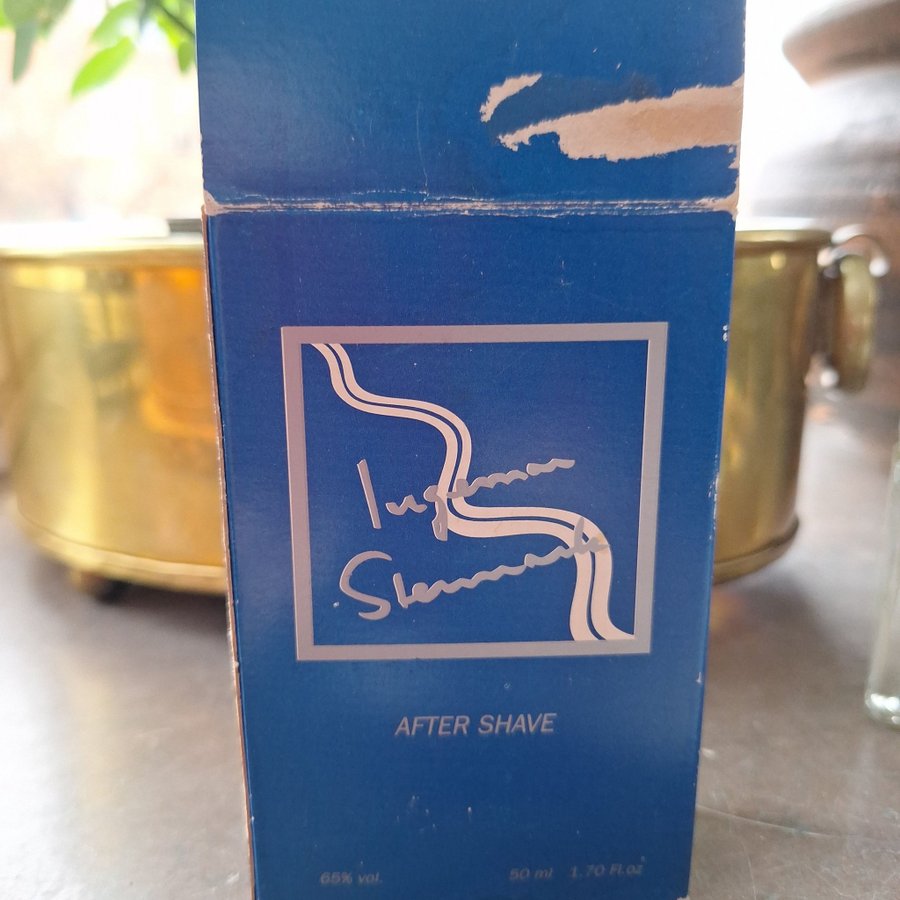 Ingemar
Stenmark
AFTER SHAVE
65% vol. 50 ml 1.70 Fl.oz